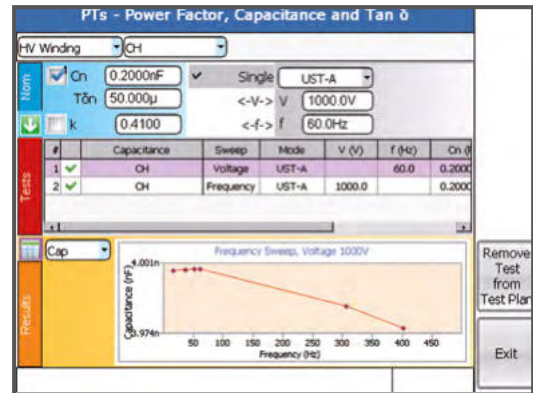 PTs - Power Factor, Capacitance and Tan δ
HV Winding CH
Nom
Cn 0.2000nF Single UST-A
Tδn 50.000µ <-V-> V 1000.0V
k 0.4100 <-f-> f 60.0Hz
Tests
# Capacitance Sweep Mode V (V) f (Hz) Cn (F
1 CH Voltage UST-A 60.0 0.2000
2 CH Frequency UST-A 1000.0 0.2000
Results
Cap
Frequency Sweep, Voltage 1000V
Capacitance (nF)
4.001n
3.974n
50 100 150 200 250 300 350 400 450
Frequency (Hz)
Remove
Test
from
Test Plan
Exit